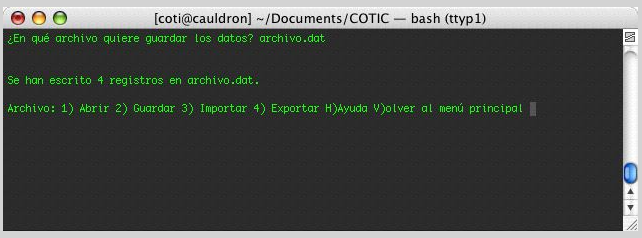 [coti@cauldron] ~/Documents/COTIC — bash (ttyp1)
¿En qué archivo quiere guardar los datos? archivo.dat
Se han escrito 4 registros en archivo.dat.
Archivo: 1) Abrir 2) Guardar 3) Importar 4) Exportar H)Ayuda V)olver al menú principal